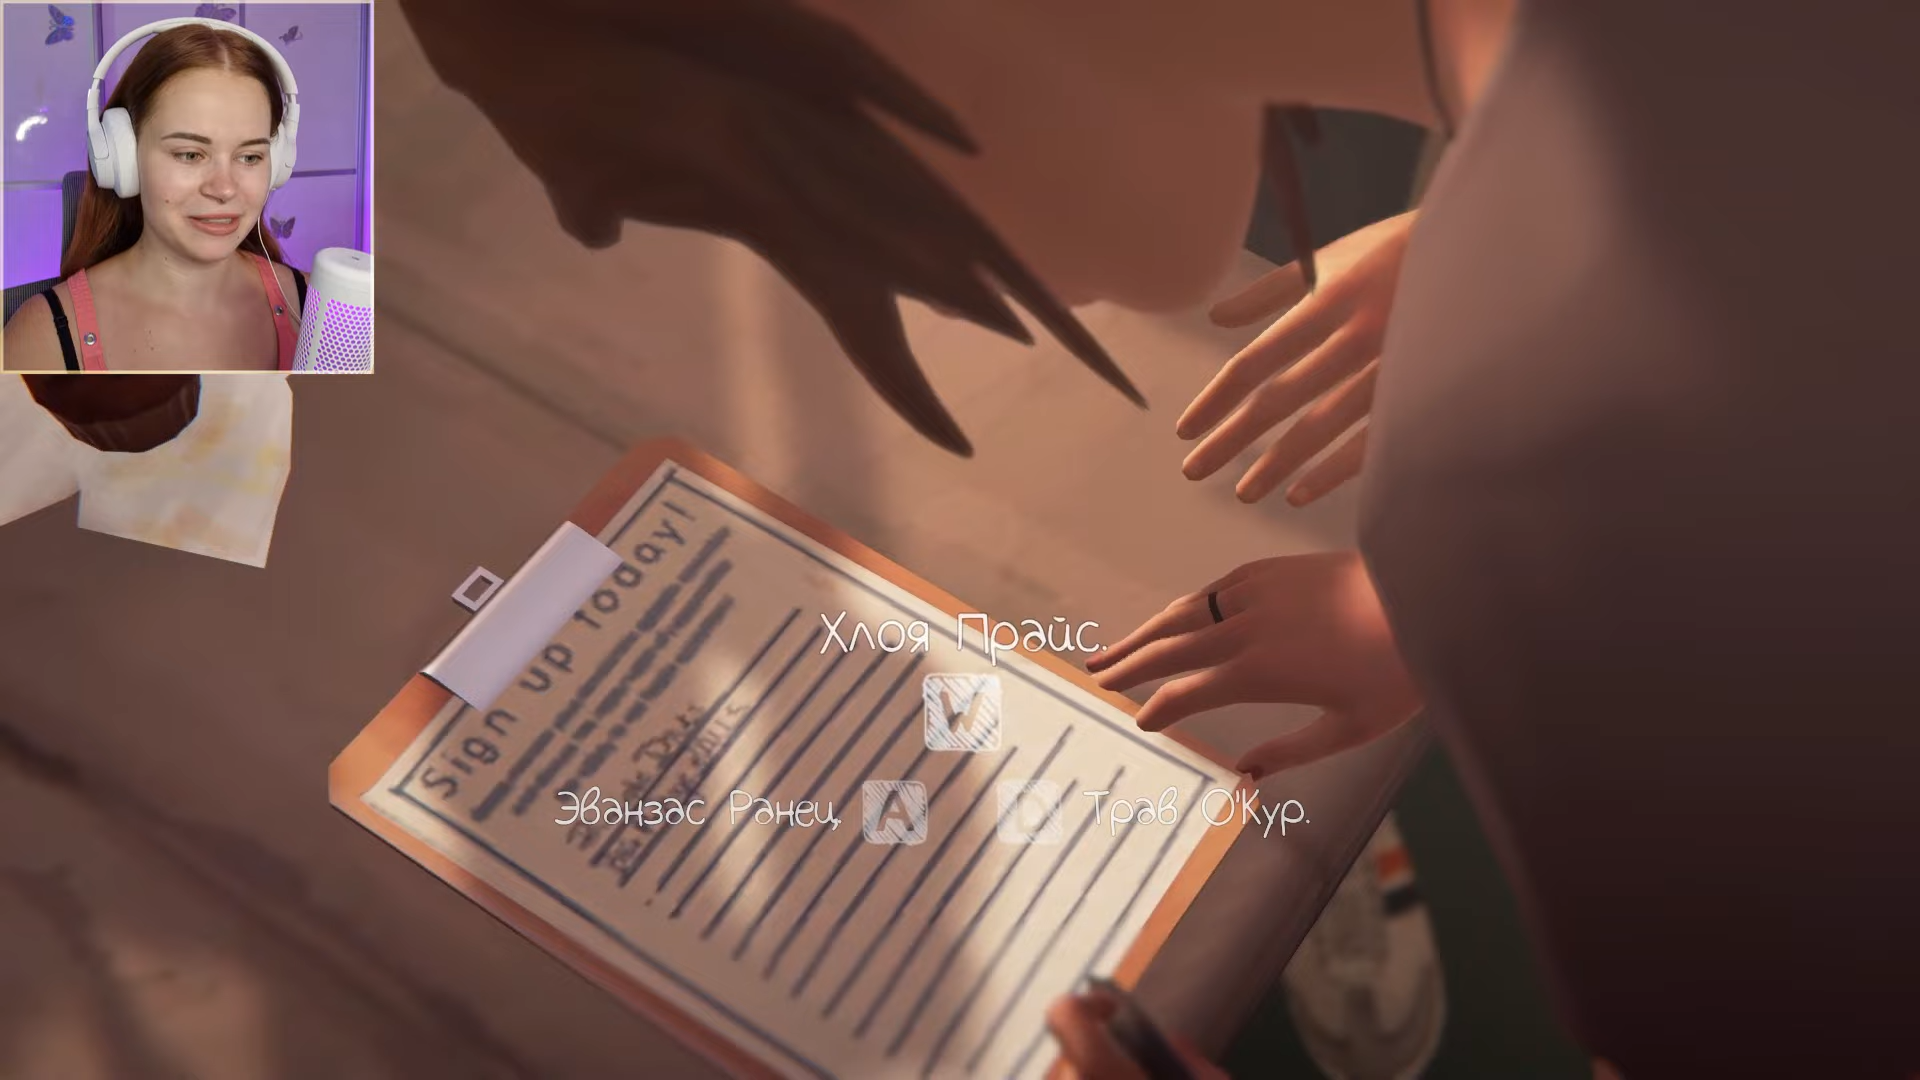 Sign up today!
Хлоя Прайс.
W
Эванзас Ранец.
A
D
Трав О'Кур.